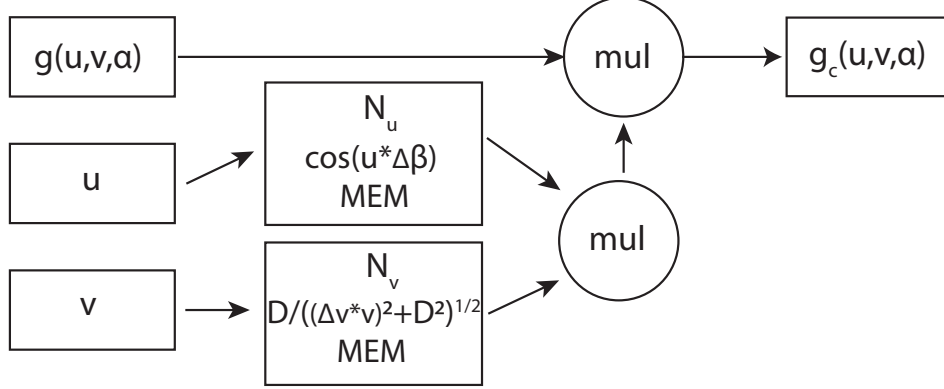 g(u,v,α)
mul
g_c(u,v,α)
N_u
cos(u*Δβ)
MEM
u
mul
N_v
D/((Δv*v)²+D²)^1/2
MEM
v